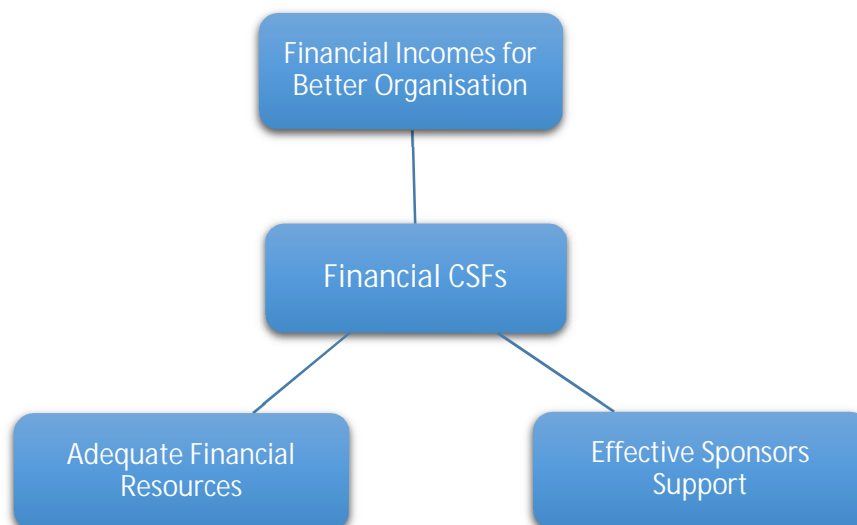 Financial Incomes for
Better Organisation
Financial CSFs
Adequate Financial
Resources
Effective Sponsors
Support